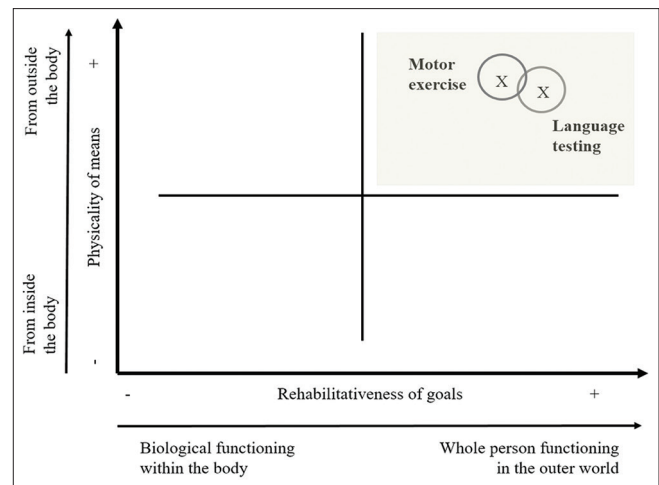 From outside
the body
From inside
the body
Physicality of means
+
-
Motor
exercise
X
X
Language
testing
-
Rehabilitativeness of goals
+
Biological functioning
within the body
Whole person functioning
in the outer world